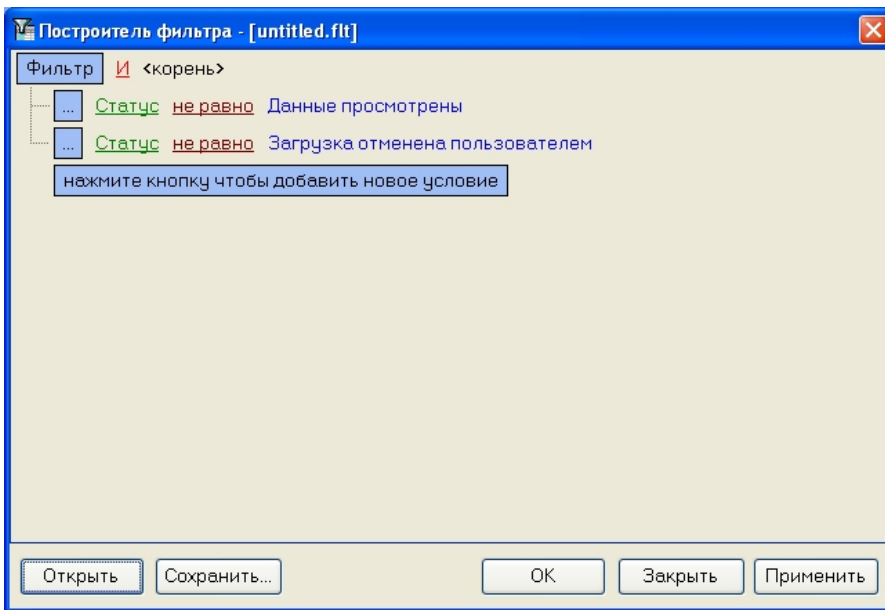 Построитель фильтра - [untitled.flt]
Фильтр И <корень>
... Статус не равно Данные просмотрены
... Статус не равно Загрузка отменена пользователем
нажмите кнопку чтобы добавить новое условие
Открыть Сохранить... OK Закрыть Применить